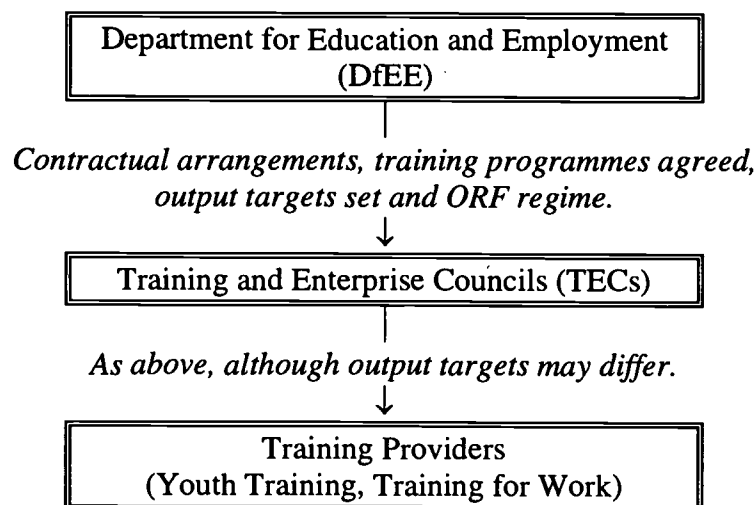 Department for Education and Employment
(DfEE)
Contractual arrangements, training programmes agreed,
output targets set and ORF regime.
Training and Enterprise Councils (TECs)
As above, although output targets may differ.
Training Providers
(Youth Training, Training for Work)